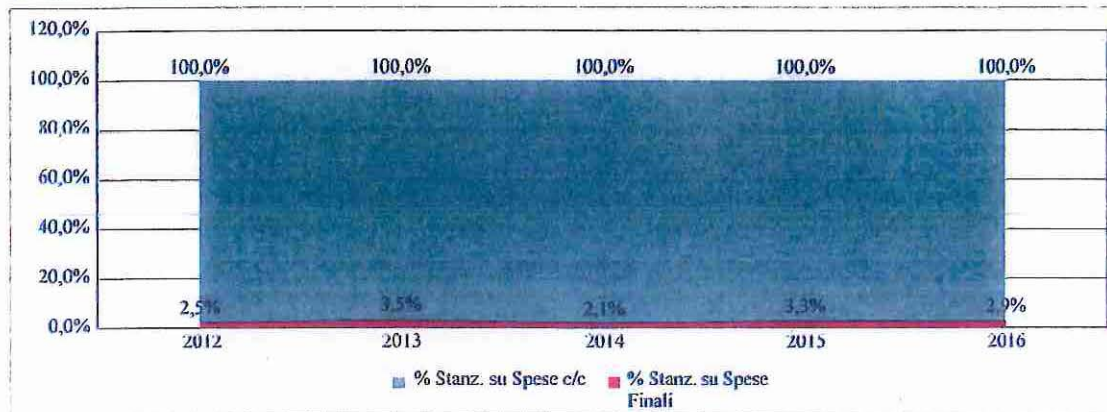 120,0%
100,0% 100,0% 100,0% 100,0% 100,0%
100,0%
80,0%
60,0%
40,0%
20,0%
2,5% 3,5% 2,1% 3,3% 2,9%
0,0%
2012 2013 2014 2015 2016
% Stanz. su Spese c/c % Stanz. su Spese
Finali